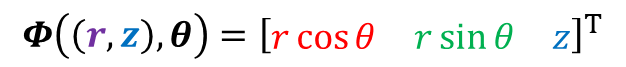 Φ((r, z), θ) = [r cos θ r sin θ z]ᵀ